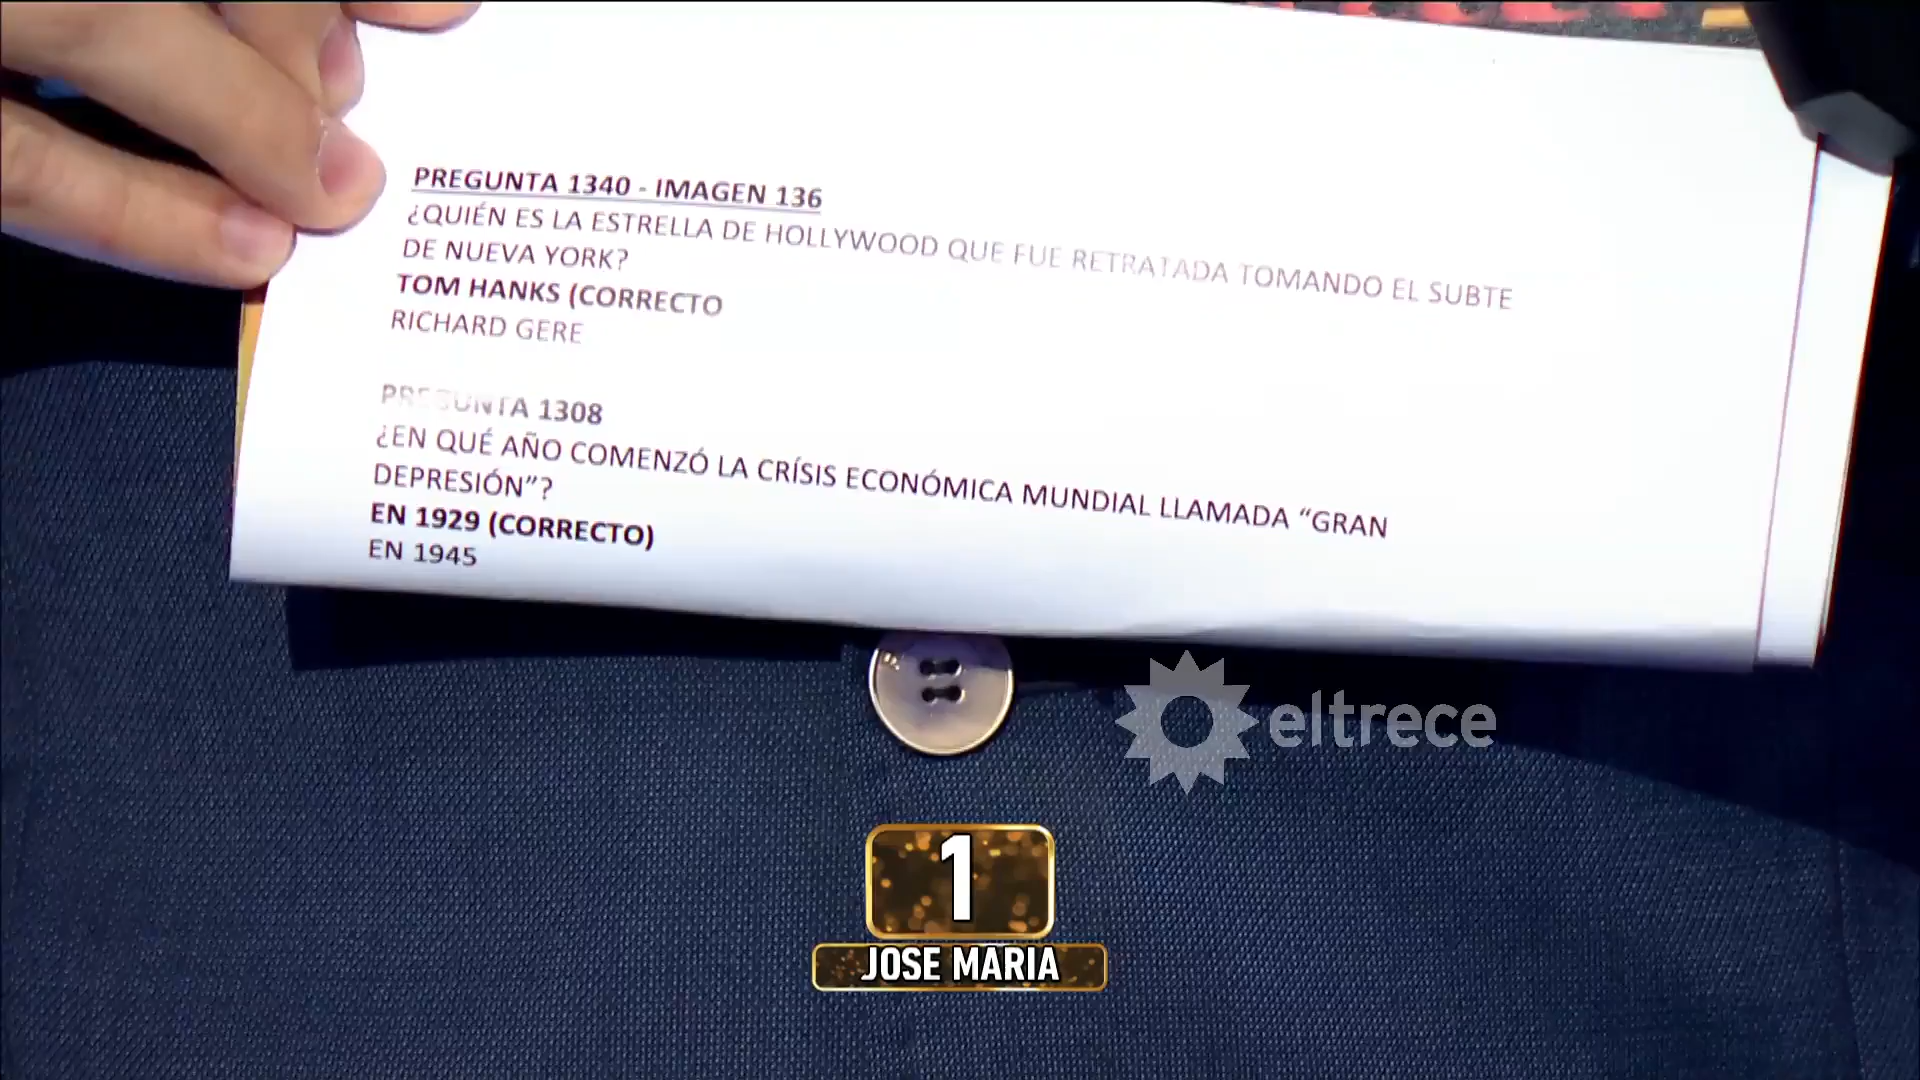 PREGUNTA 1340 - IMAGEN 136
¿QUIÉN ES LA ESTRELLA DE HOLLYWOOD QUE FUE RETRATADA TOMANDO EL SUBTE
DE NUEVA YORK?
TOM HANKS (CORRECTO
RICHARD GERE
PREGUNTA 1308
¿EN QUÉ AÑO COMENZÓ LA CRÍSIS ECONÓMICA MUNDIAL LLAMADA “GRAN
DEPRESIÓN”?
EN 1929 (CORRECTO)
EN 1945
eltrece
1
JOSE MARIA